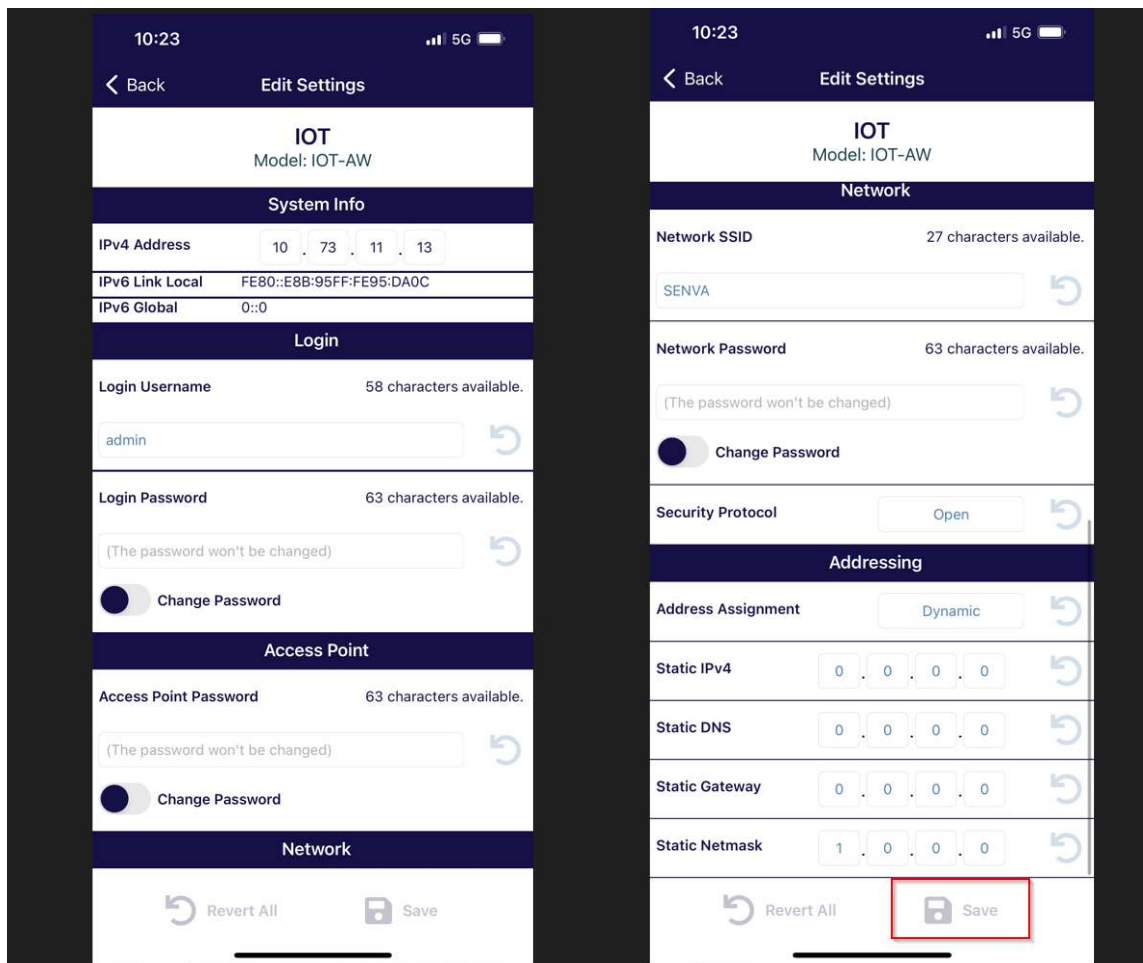 10:23
5G
Back
Edit Settings
IOT
Model: IOT-AW
System Info
IPv4 Address 10 . 73 . 11 . 13
IPv6 Link Local FE80::E8B:95FF:FE95:DA0C
IPv6 Global 0::0
Login
Login Username 58 characters available.
admin
Login Password 63 characters available.
(The password won't be changed)
Change Password
Access Point
Access Point Password 63 characters available.
(The password won't be changed)
Change Password
Network
Revert All Save
10:23
5G
Back
Edit Settings
IOT
Model: IOT-AW
Network
Network SSID 27 characters available.
SENVA
Network Password 63 characters available.
(The password won't be changed)
Change Password
Security Protocol Open
Addressing
Address Assignment Dynamic
Static IPv4 0 . 0 . 0 . 0
Static DNS 0 . 0 . 0 . 0
Static Gateway 0 . 0 . 0 . 0
Static Netmask 1 . 0 . 0 . 0
Revert All Save